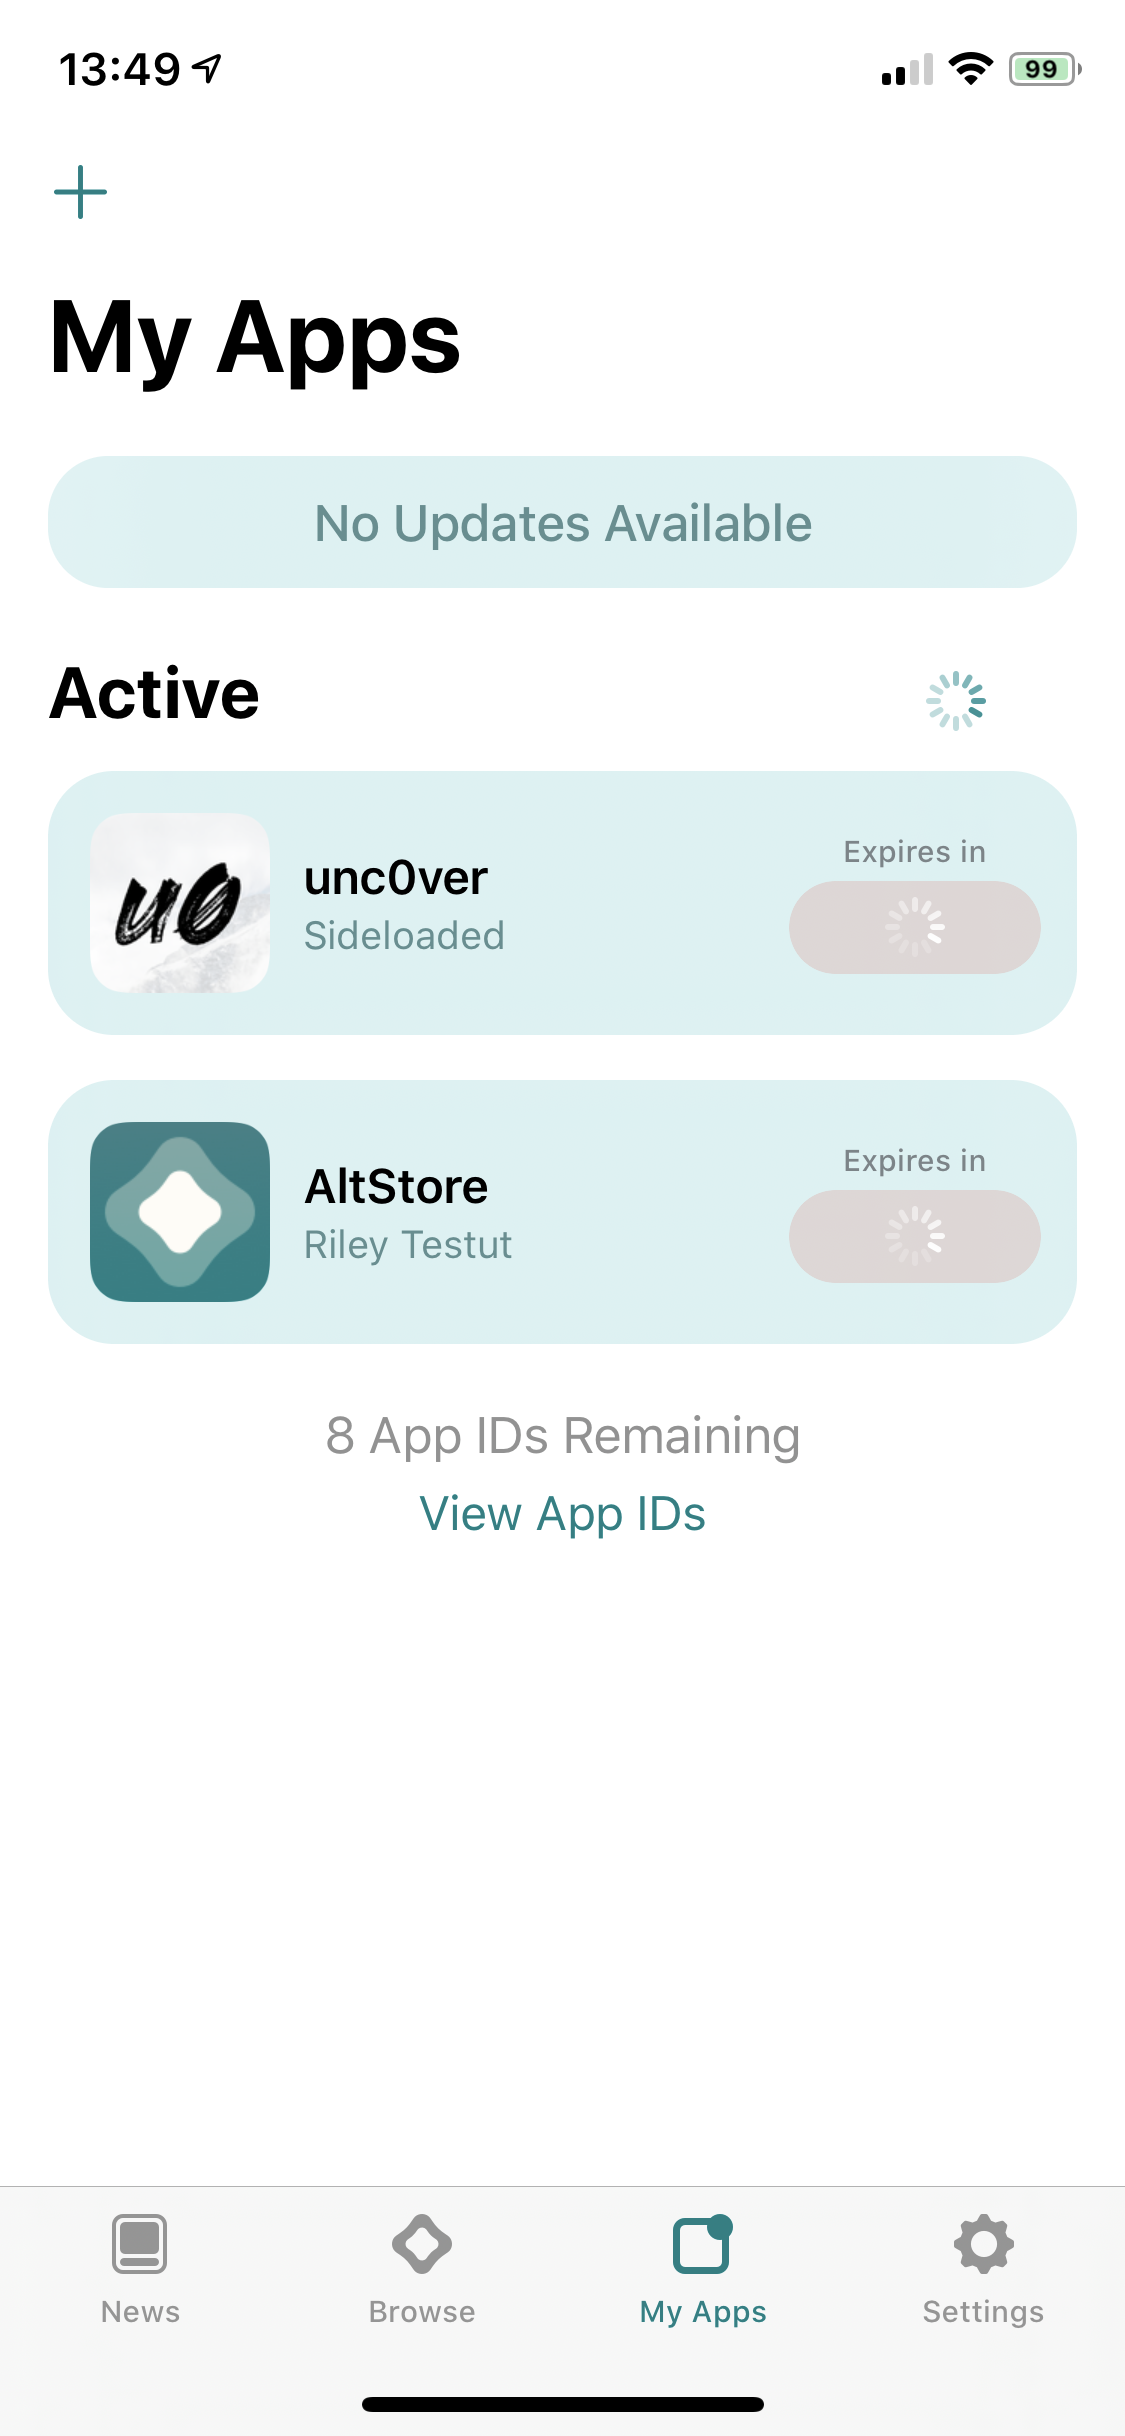 13:49
99
My Apps
No Updates Available
Active
u0
unc0ver
Sideloaded
Expires in
AltStore
Riley Testut
Expires in
8 App IDs Remaining
View App IDs
News
Browse
My Apps
Settings